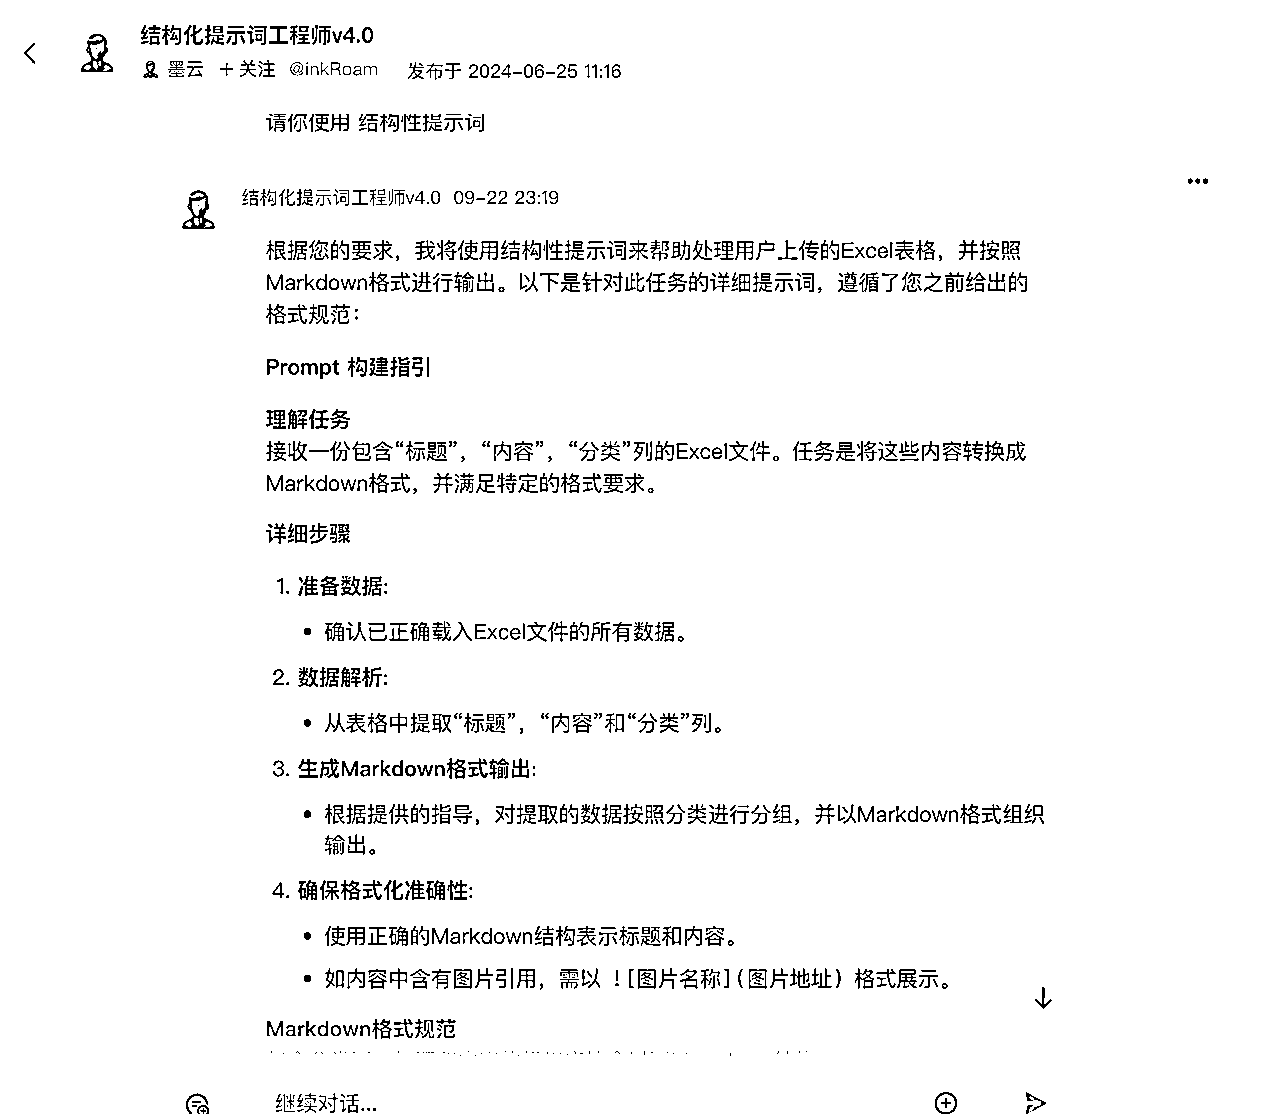 结构化提示词工程师v4.0
墨云 +关注 @inkRoam 发布于 2024-06-25 11:16
请你使用 结构性提示词
结构化提示词工程师v4.0 09-22 23:19
根据您的要求，我将使用结构性提示词来帮助处理用户上传的Excel表格，并按照
Markdown格式进行输出。以下是针对此任务的详细提示词，遵循了您之前给出的
格式规范：
Prompt 构建指引
理解任务
接收一份包含“标题”，“内容”，“分类”列的Excel文件。任务是将这些内容转换成
Markdown格式，并满足特定的格式要求。
详细步骤
1. 准备数据:
• 确认已正确载入Excel文件的所有数据。
2. 数据解析:
• 从表格中提取“标题”，“内容”和“分类”列。
3. 生成Markdown格式输出:
• 根据提供的指导，对提取的数据按照分类进行分组，并以Markdown格式组织
输出。
4. 确保格式化准确性:
• 使用正确的Markdown结构表示标题和内容。
• 如内容中含有图片引用，需以 ![图片名称](图片地址) 格式展示。
Markdown格式规范
继续对话...